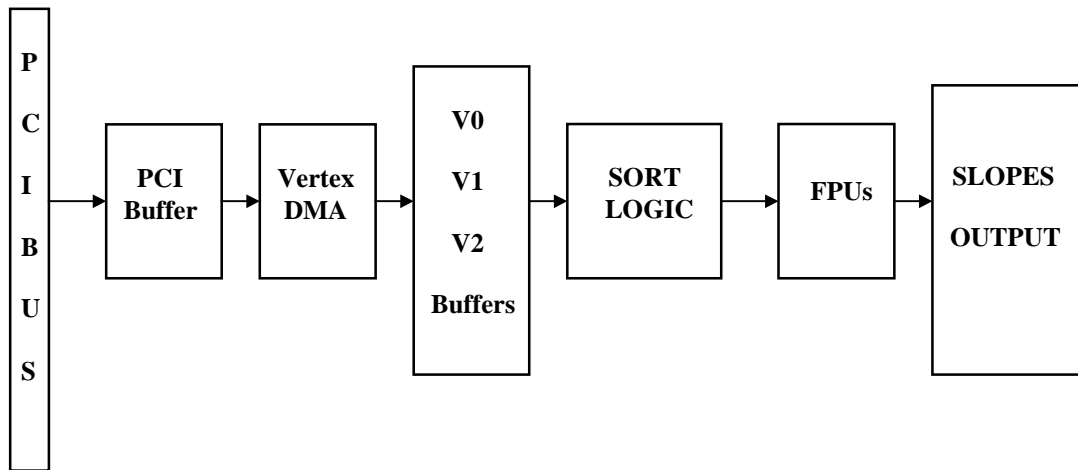 P
C
I
B
U
S
PCI
Buffer
Vertex
DMA
V0
V1
V2
Buffers
SORT
LOGIC
FPUs
SLOPES
OUTPUT